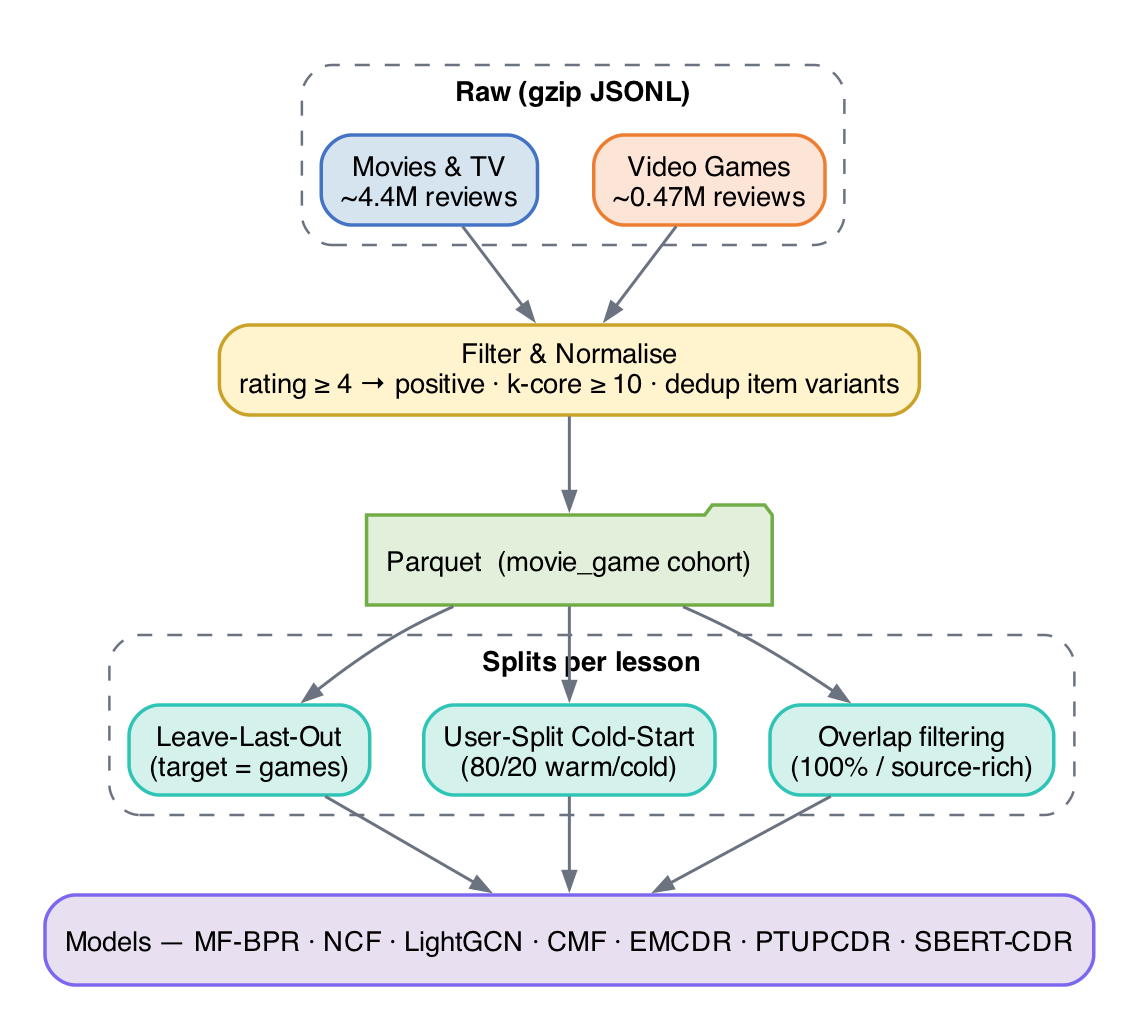 Raw (gzip JSONL)
Movies & TV
~4.4M reviews
Video Games
~0.47M reviews
Filter & Normalise
rating ≥ 4 → positive · k-core ≥ 10 · dedup item variants
Parquet  (movie_game cohort)
Splits per lesson
Leave-Last-Out
(target = games)
User-Split Cold-Start
(80/20 warm/cold)
Overlap filtering
(100% / source-rich)
Models — MF-BPR · NCF · LightGCN · CMF · EMCDR · PTUPCDR · SBERT-CDR